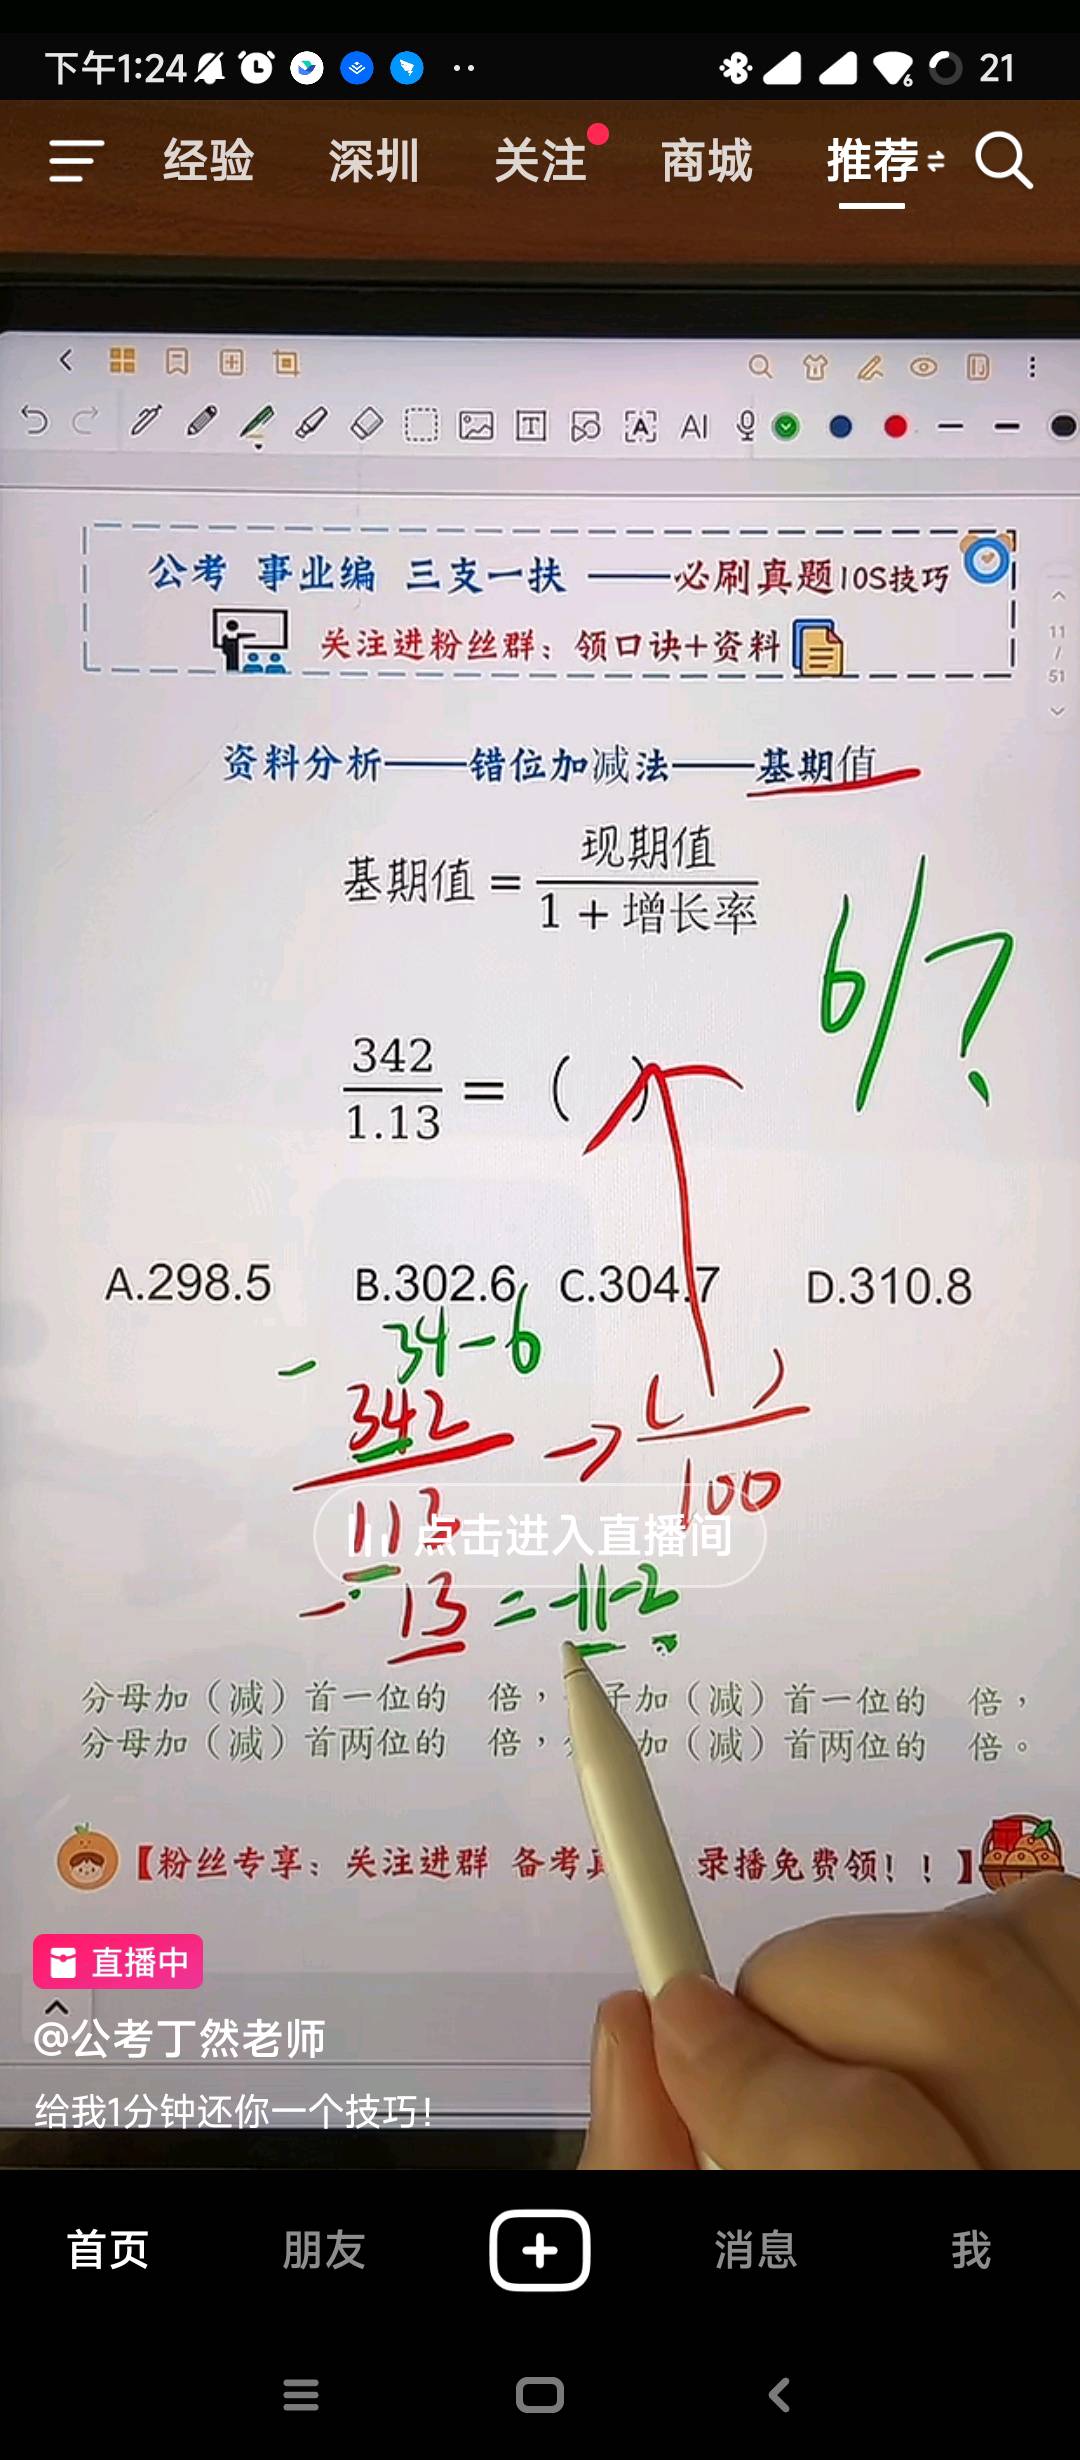 下午1:24 21
经验 深圳 关注 商城 推荐
AI
公考 事业编 三支一扶 ——必刷真题10S技巧
关注进粉丝群：领口诀+资料
11
/
51
资料分析——错位加减法——基期值
基期值 = 现期值 / 1 + 增长率
6/?
342 / 1.13 = ( )
A.298.5 B.302.6 C.304.7 D.310.8
- 34-6
342 → ( )
113 100
点击进入直播间
-13 = -11-2
分母加（减）首一位的 倍， 子加（减）首一位的 倍，
分母加（减）首两位的 倍， 加（减）首两位的 倍。
【粉丝专享：关注进群 备考 录播免费领！！】
直播中
@公考丁然老师
给我1分钟还你一个技巧！
首页 朋友 消息 我